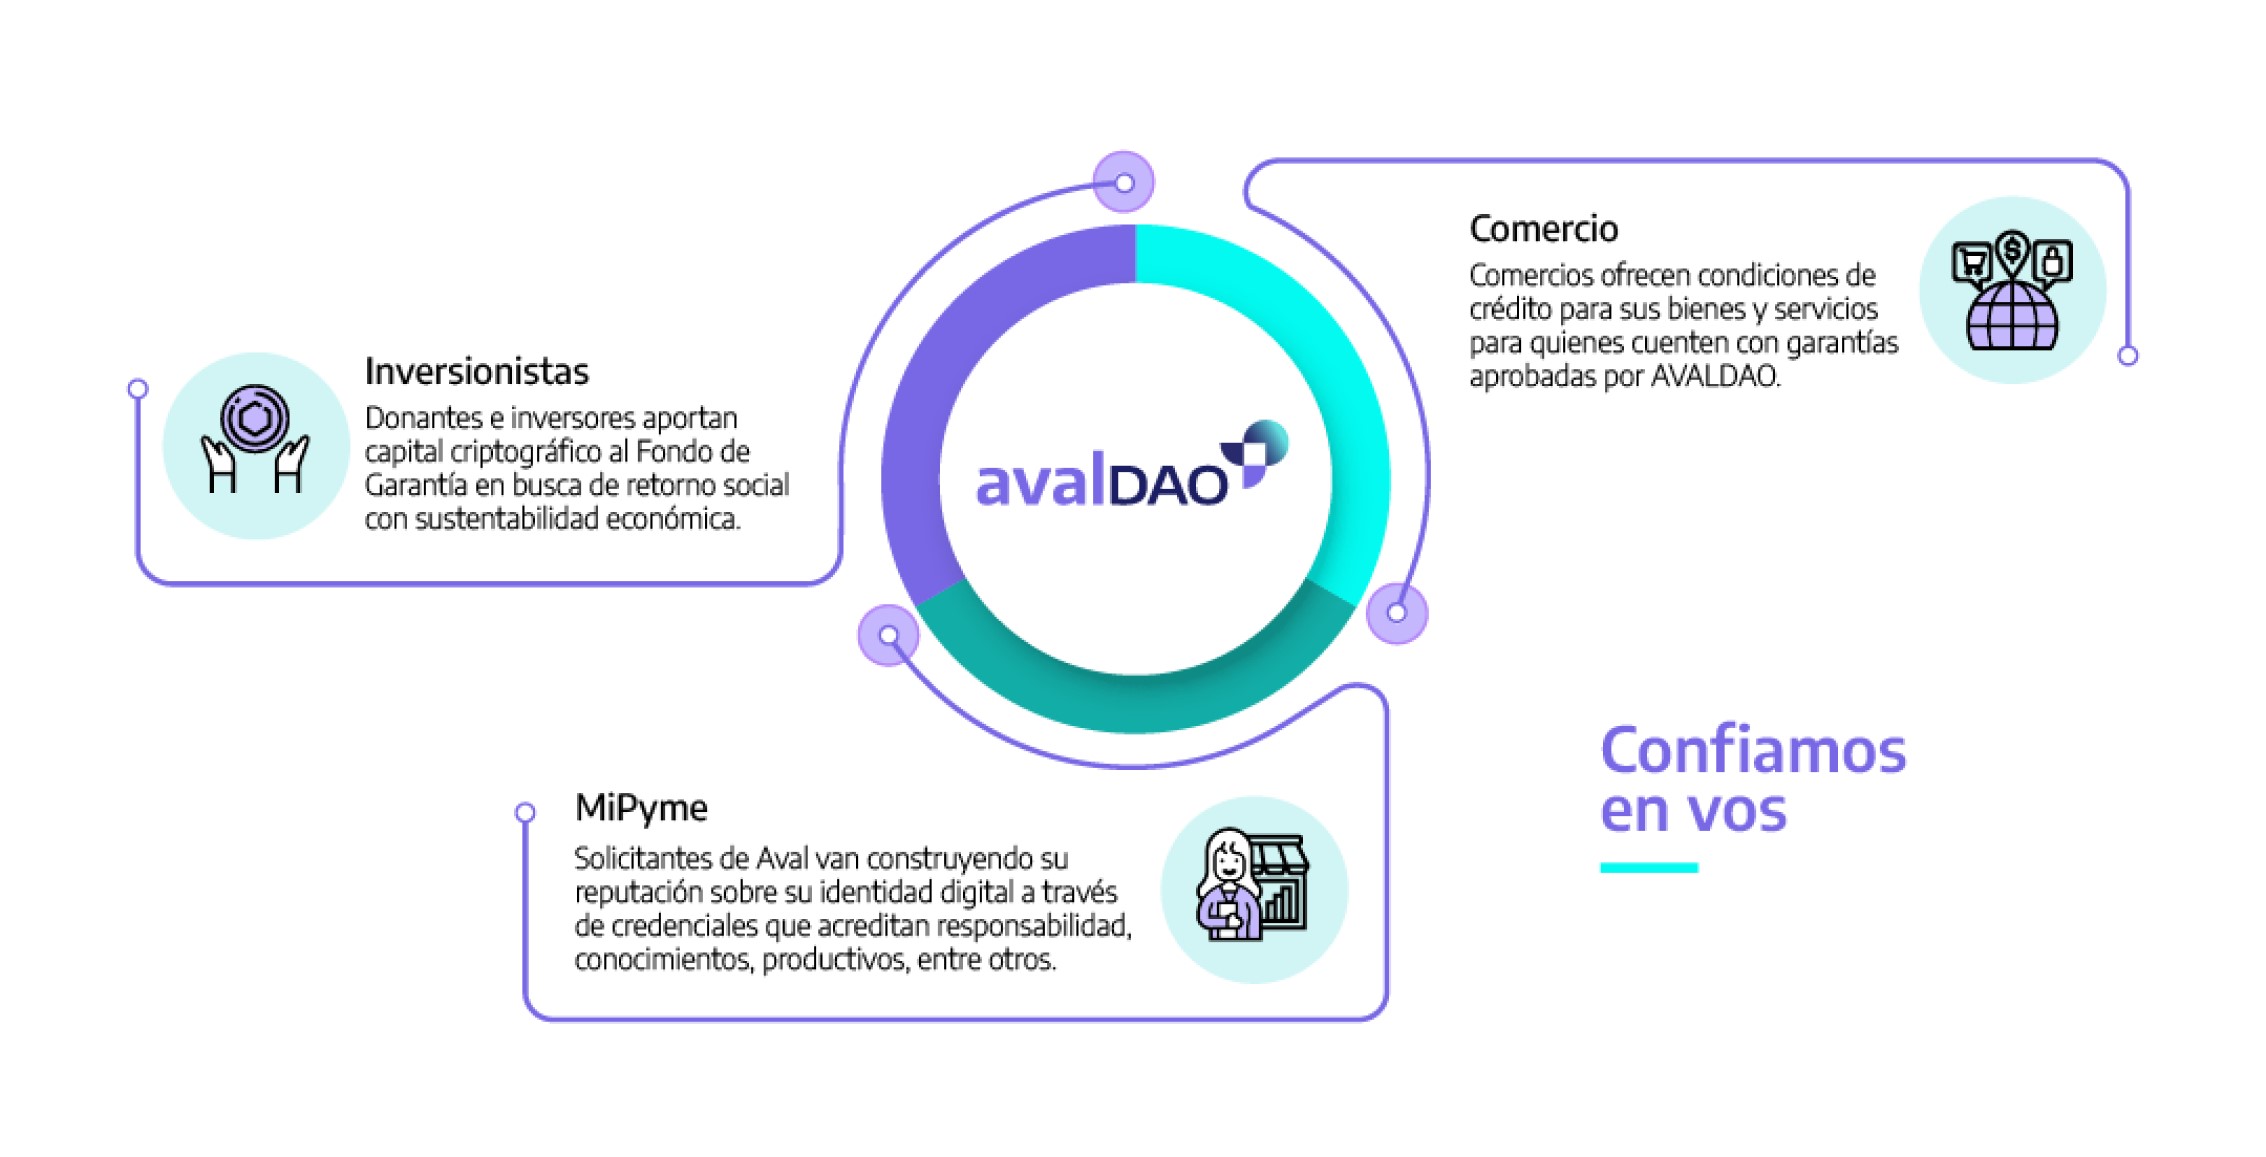 Inversionistas
Donantes e inversores aportan
capital criptográfico al Fondo de
Garantía en busca de retorno social
con sustentabilidad económica.
avalDAO
Comercio
Comercios ofrecen condiciones de
crédito para sus bienes y servicios
para quienes cuenten con garantías
aprobadas por AVALDAO.
$
MiPyme
Solicitantes de Aval van construyendo su
reputación sobre su identidad digital a través
de credenciales que acreditan responsabilidad,
conocimientos, productivos, entre otros.
Confiamos
en vos